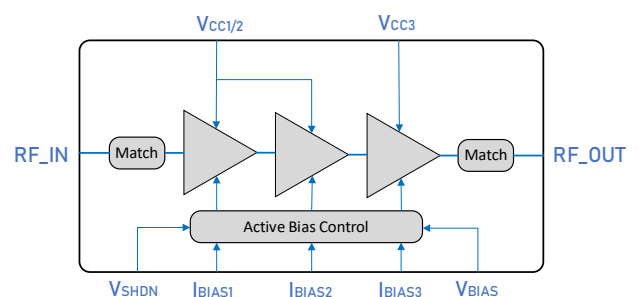 VCC1/2 VCC3
RF_IN Match Match RF_OUT
Active Bias Control
VSHDN IBIAS1 IBIAS2 IBIAS3 VBIAS